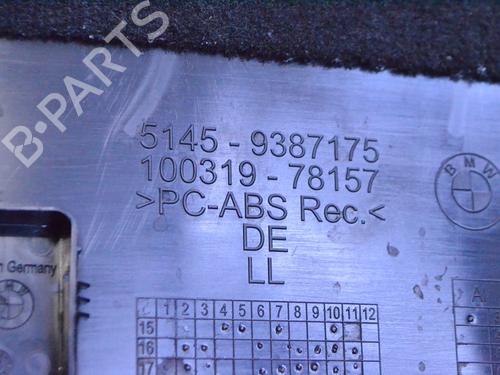 B-PARTS
5145 - 9387175
100319 - 78157
>PC-ABS Rec.<
DE
LL
BMW
n Germany
BMW
1 2 3 4 5 6 7 8 9 10 11 12
15
16
17
A